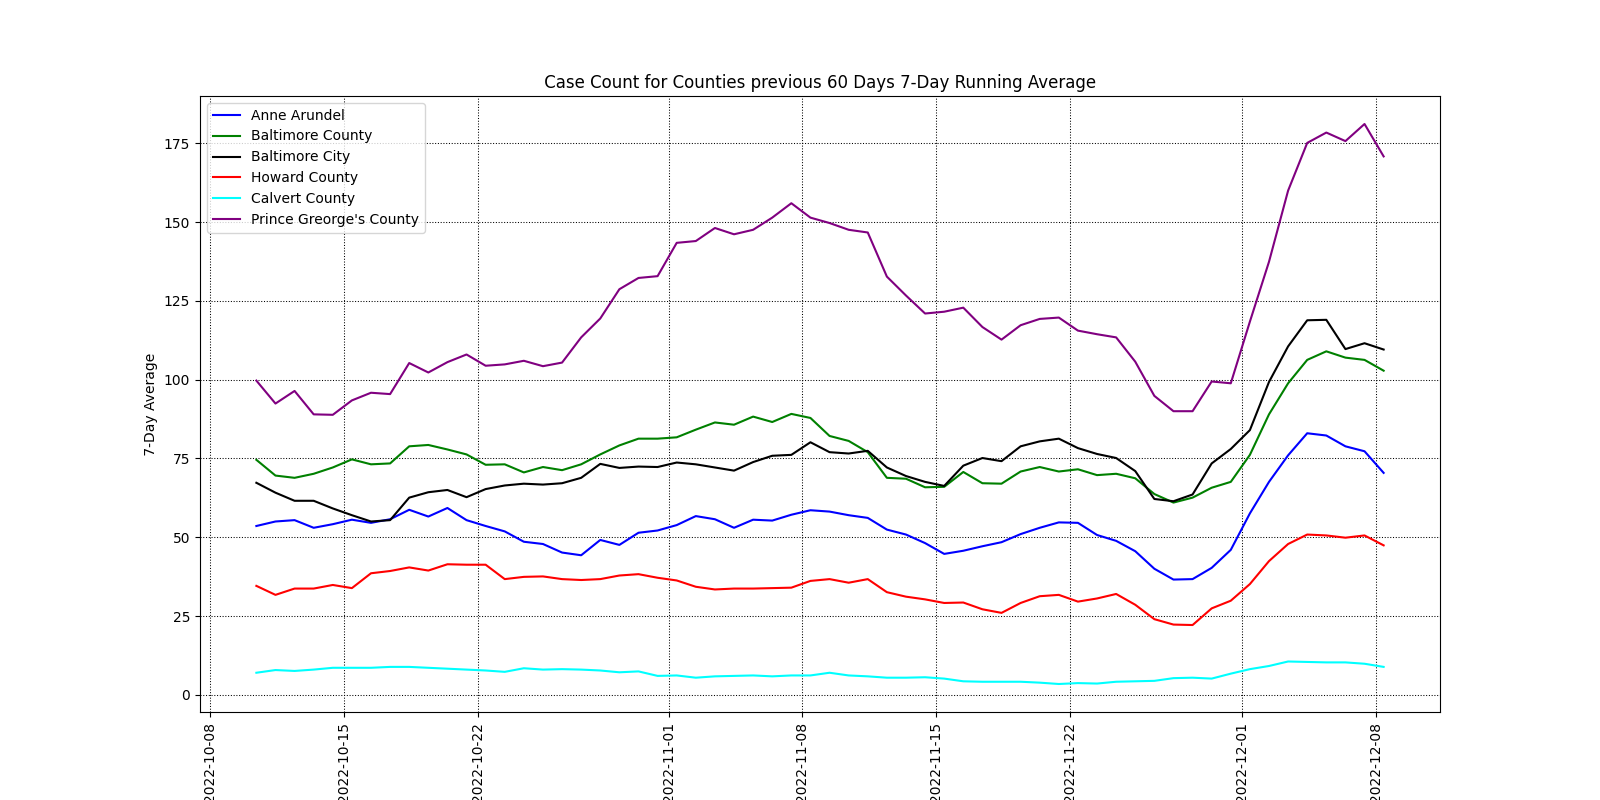 Case Count for Counties previous 60 Days 7-Day Running Average
Anne Arundel
Baltimore County
Baltimore City
Howard County
Calvert County
Prince Greorge's County
7-Day Average
175
150
125
100
75
50
25
0
2022-10-08
2022-10-15
2022-10-22
2022-11-01
2022-11-08
2022-11-15
2022-11-22
2022-12-01
2022-12-08